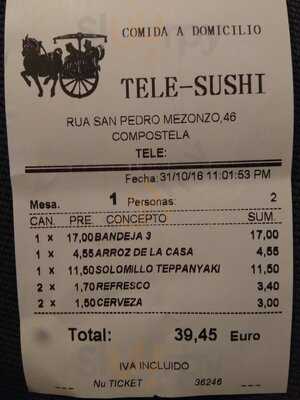 COMIDA A DOMICILIO
TELE-SUSHI
RUA SAN PEDRO MEZONZO,46
COMPOSTELA
TELE:
Fecha:31/10/16 11:01:53 PM
Mesa. 1 Personas: 2
CAN. PRE. CONCEPTO SUM.
1 x 17,00 BANDEJA 3 17,00
1 x 4,55 ARROZ DE LA CASA 4,55
1 x 11,50 SOLOMILLO TEPPANYAKI 11,50
2 x 1,70 REFRESCO 3,40
2 x 1,50 CERVEZA 3,00
Total: 39,45 Euro
IVA INCLUIDO
Nu TICKET 36246